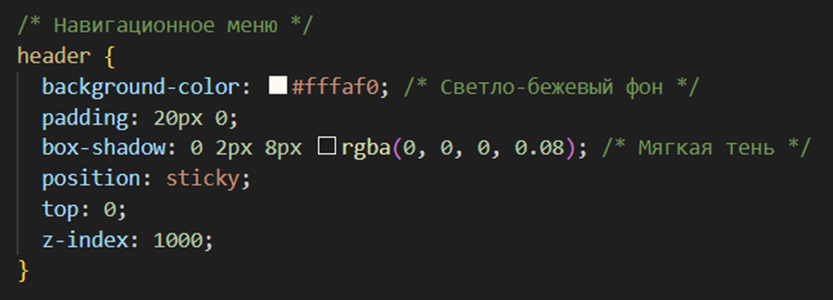 /* Навигационное меню */
header {
background-color: #fffaf0; /* Светло-бежевый фон */
padding: 20px 0;
box-shadow: 0 2px 8px rgba(0, 0, 0, 0.08); /* Мягкая тень */
position: sticky;
top: 0;
z-index: 1000;
}